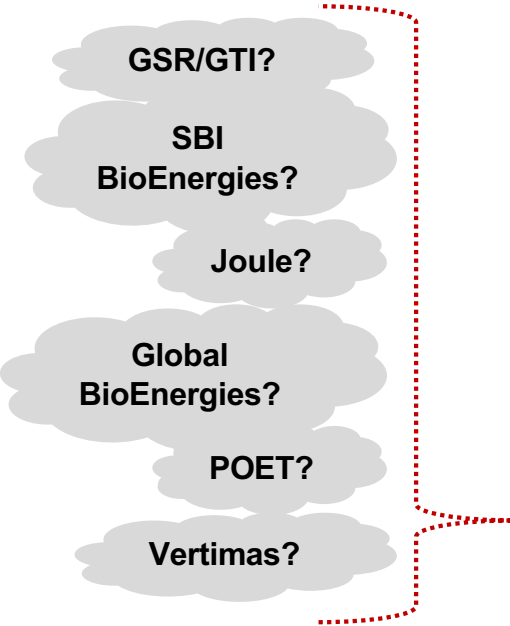 GSR/GTI?
SBI
BioEnergies?
Joule?
Global
BioEnergies?
POET?
Vertimas?